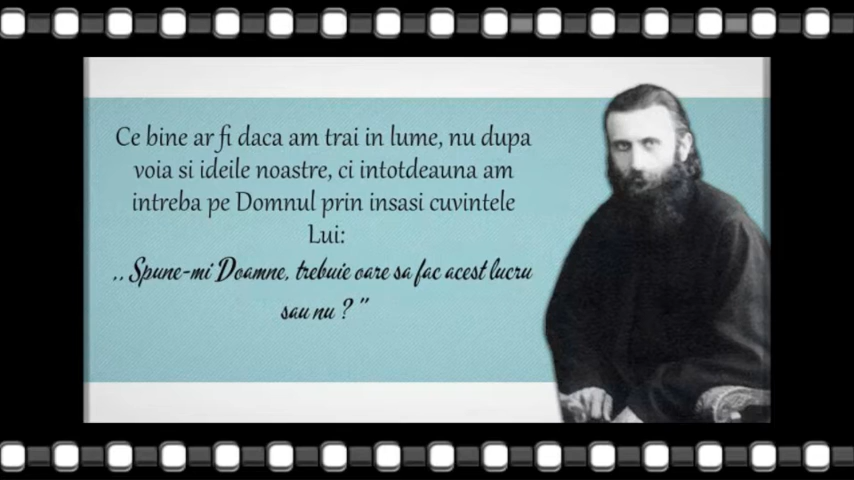 Ce bine ar fi daca am trai in lume, nu dupa
voia si ideile noastre, ci intotdeauna am
intreba pe Domnul prin insasi cuvintele
Lui:
,, Spune-mi Doamne, trebuie oare sa fac acest lucru
sau nu ? ”